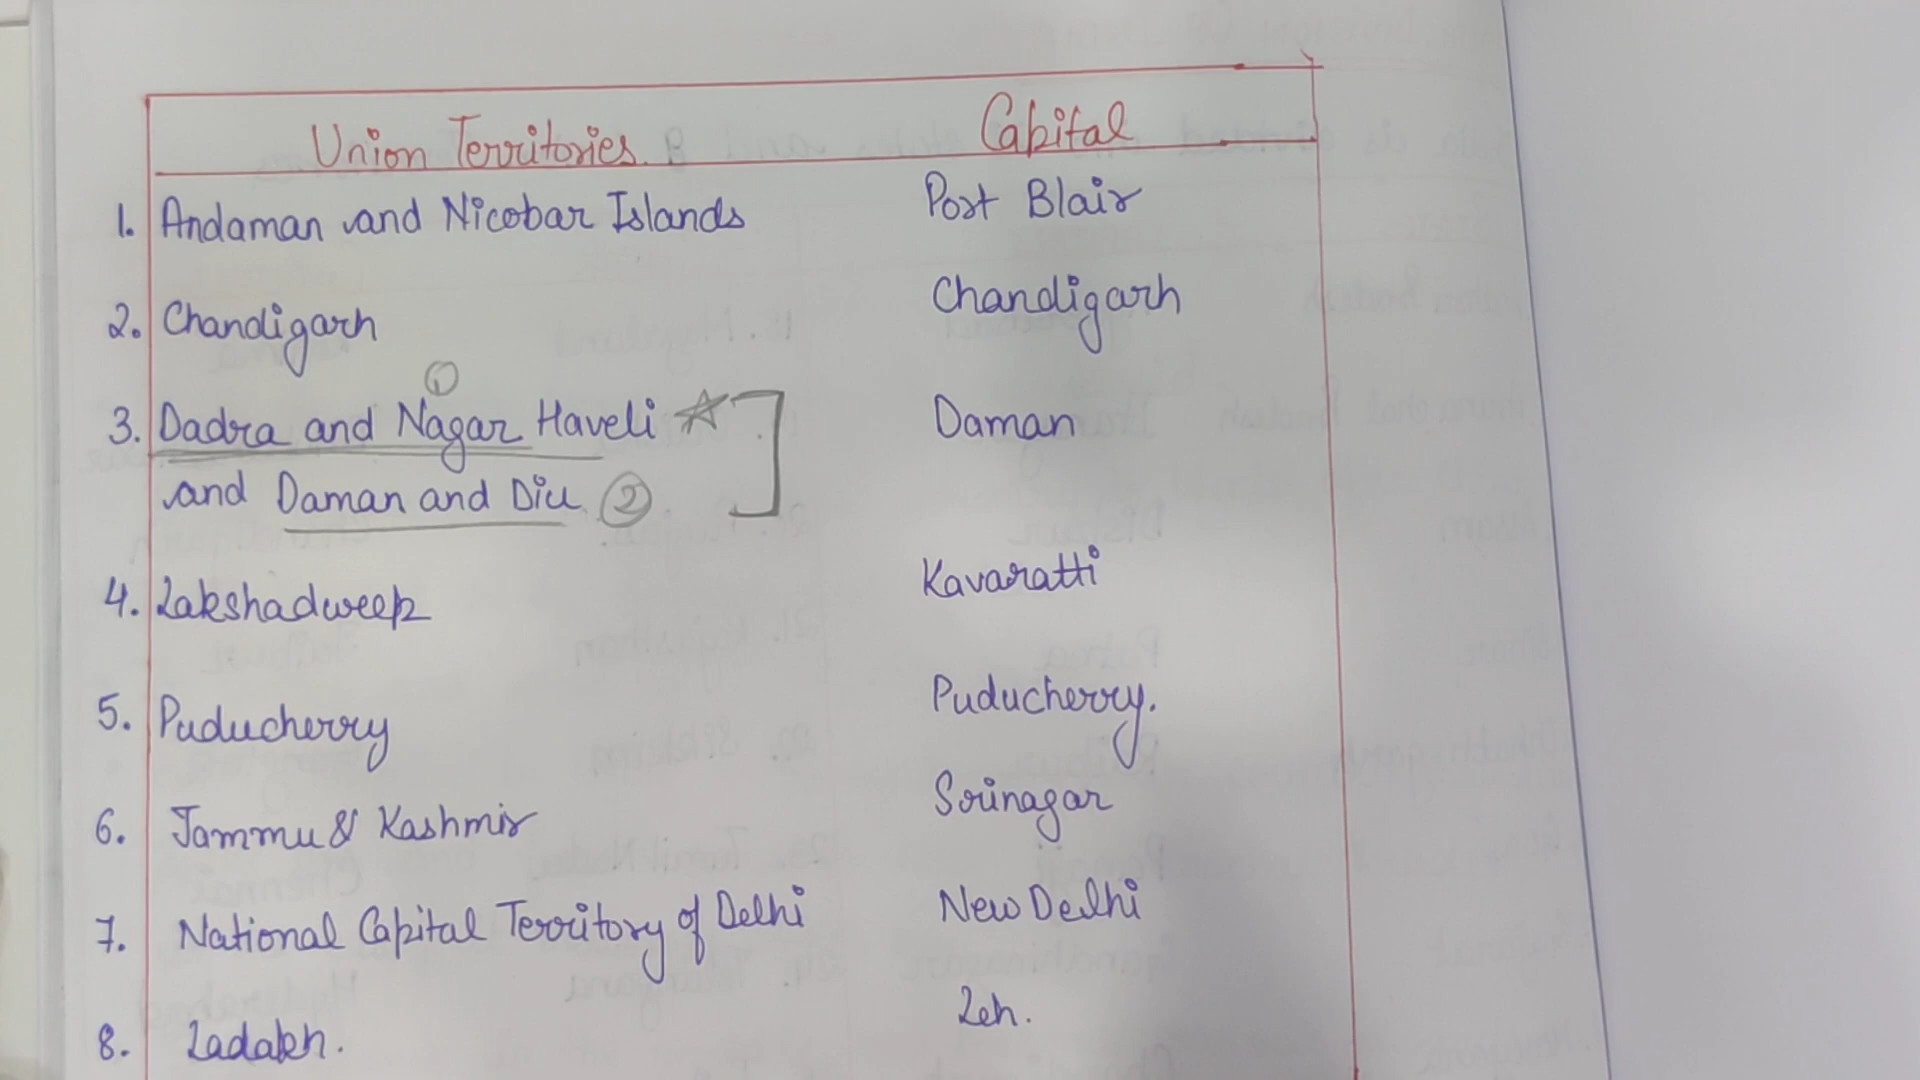 Union Territories. Capital
1. Andaman and Nicobar Islands Port Blair
2. Chandigarh Chandigarh
①
3. Dadra and Nagar Haveli Daman
and Daman and Diu ②
4. Lakshadweep Kavaratti
5. Puducherry Puducherry.
6. Jammu & Kashmir Srinagar
7. National Capital Territory of Delhi New Delhi
8. Ladakh. Leh.